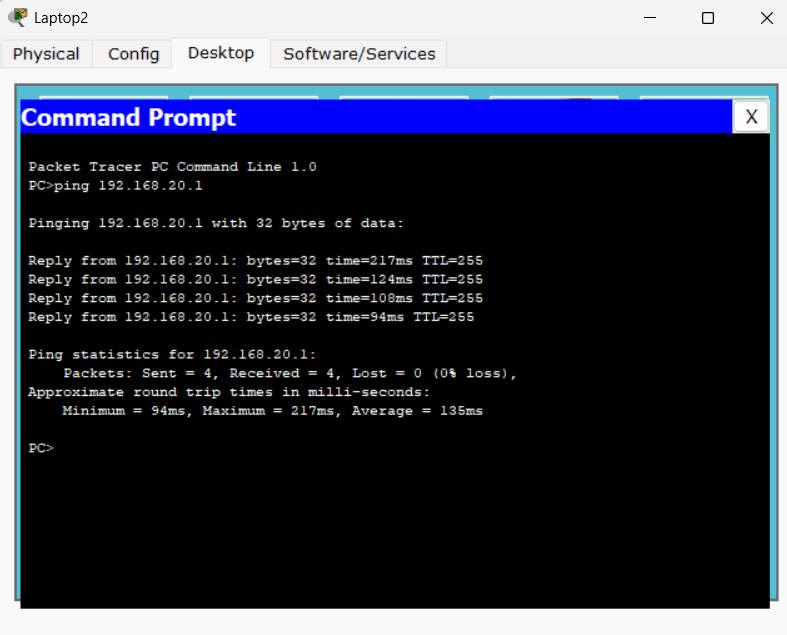 Laptop2
Physical Config Desktop Software/Services
Command Prompt X
Packet Tracer PC Command Line 1.0
PC>ping 192.168.20.1
Pinging 192.168.20.1 with 32 bytes of data:
Reply from 192.168.20.1: bytes=32 time=217ms TTL=255
Reply from 192.168.20.1: bytes=32 time=124ms TTL=255
Reply from 192.168.20.1: bytes=32 time=108ms TTL=255
Reply from 192.168.20.1: bytes=32 time=94ms TTL=255
Ping statistics for 192.168.20.1:
Packets: Sent = 4, Received = 4, Lost = 0 (0% loss),
Approximate round trip times in milli-seconds:
Minimum = 94ms, Maximum = 217ms, Average = 135ms
PC>